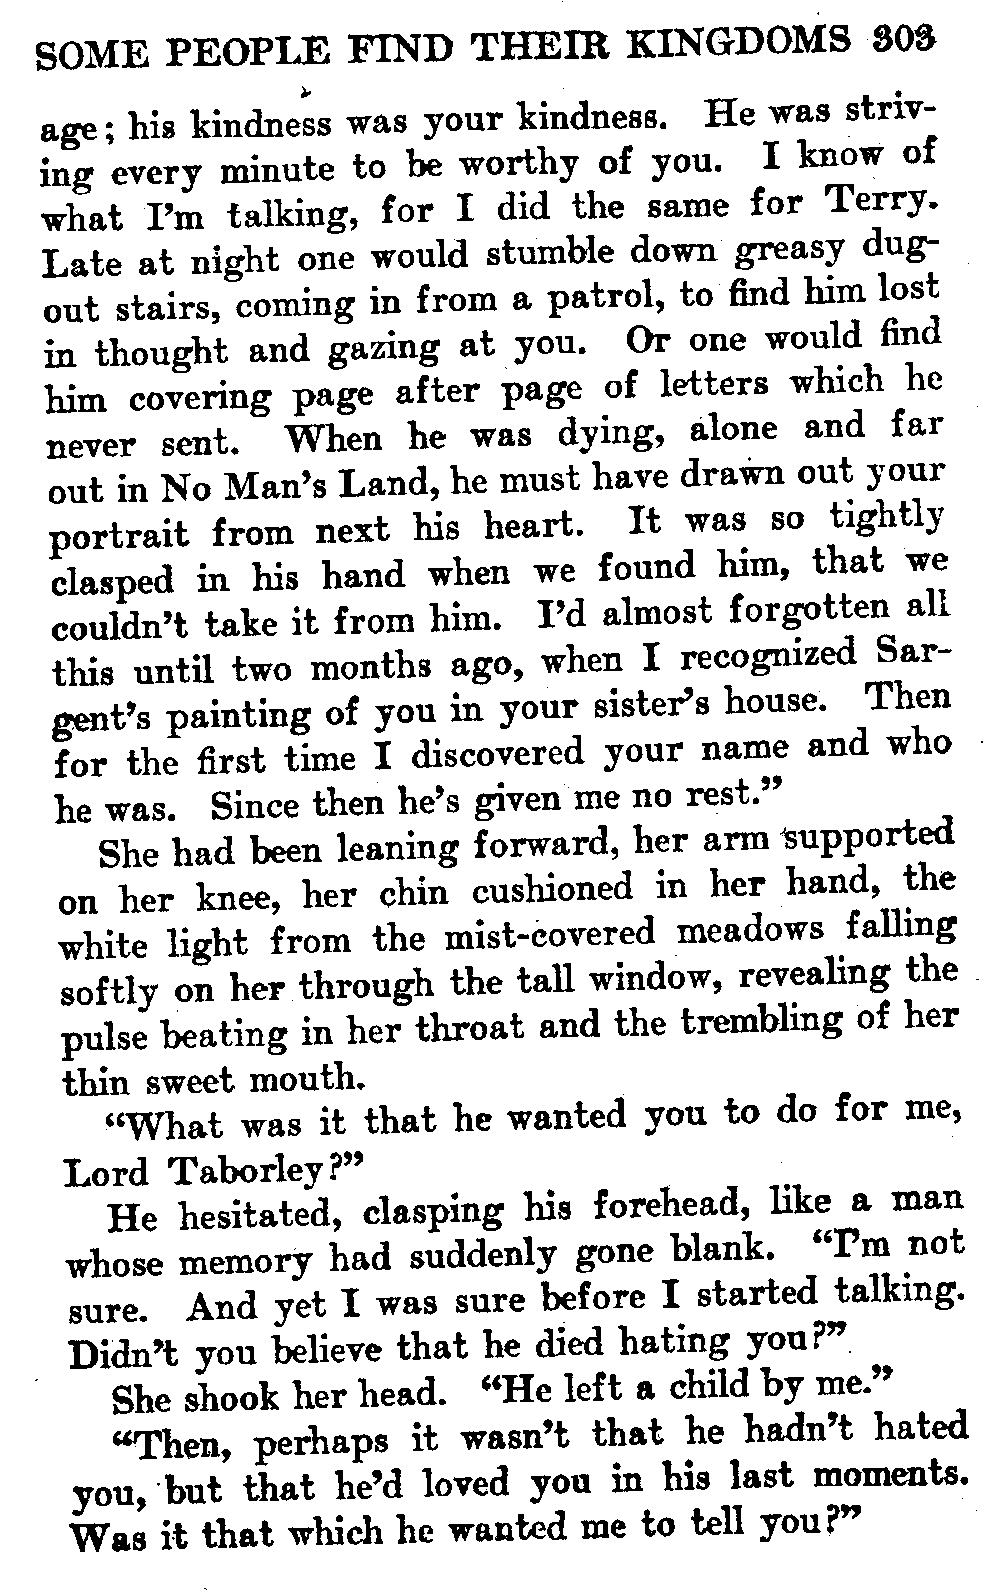 SOME PEOPLE FIND THEIR KINGDOMS 303
age; his kindness was your kindness. He was striv-
ing every minute to be worthy of you. I know of
what I'm talking, for I did the same for Terry.
Late at night one would stumble down greasy dug-
out stairs, coming in from a patrol, to find him lost
in thought and gazing at you. Or one would find
him covering page after page of letters which he
never sent. When he was dying, alone and far
out in No Man's Land, he must have drawn out your
portrait from next his heart. It was so tightly
clasped in his hand when we found him, that we
couldn't take it from him. I'd almost forgotten all
this until two months ago, when I recognized Sar-
gent's painting of you in your sister's house. Then
for the first time I discovered your name and who
he was. Since then he's given me no rest."
She had been leaning forward, her arm supported
on her knee, her chin cushioned in her hand, the
white light from the mist-covered meadows falling
softly on her through the tall window, revealing the
pulse beating in her throat and the trembling of her
thin sweet mouth.
"What was it that he wanted you to do for me,
Lord Taborley?"
He hesitated, clasping his forehead, like a man
whose memory had suddenly gone blank. "I'm not
sure. And yet I was sure before I started talking.
Didn't you believe that he died hating you?"
She shook her head. "He left a child by me."
"Then, perhaps it wasn't that he hadn't hated
you, but that he'd loved you in his last moments.
Was it that which he wanted me to tell you?"